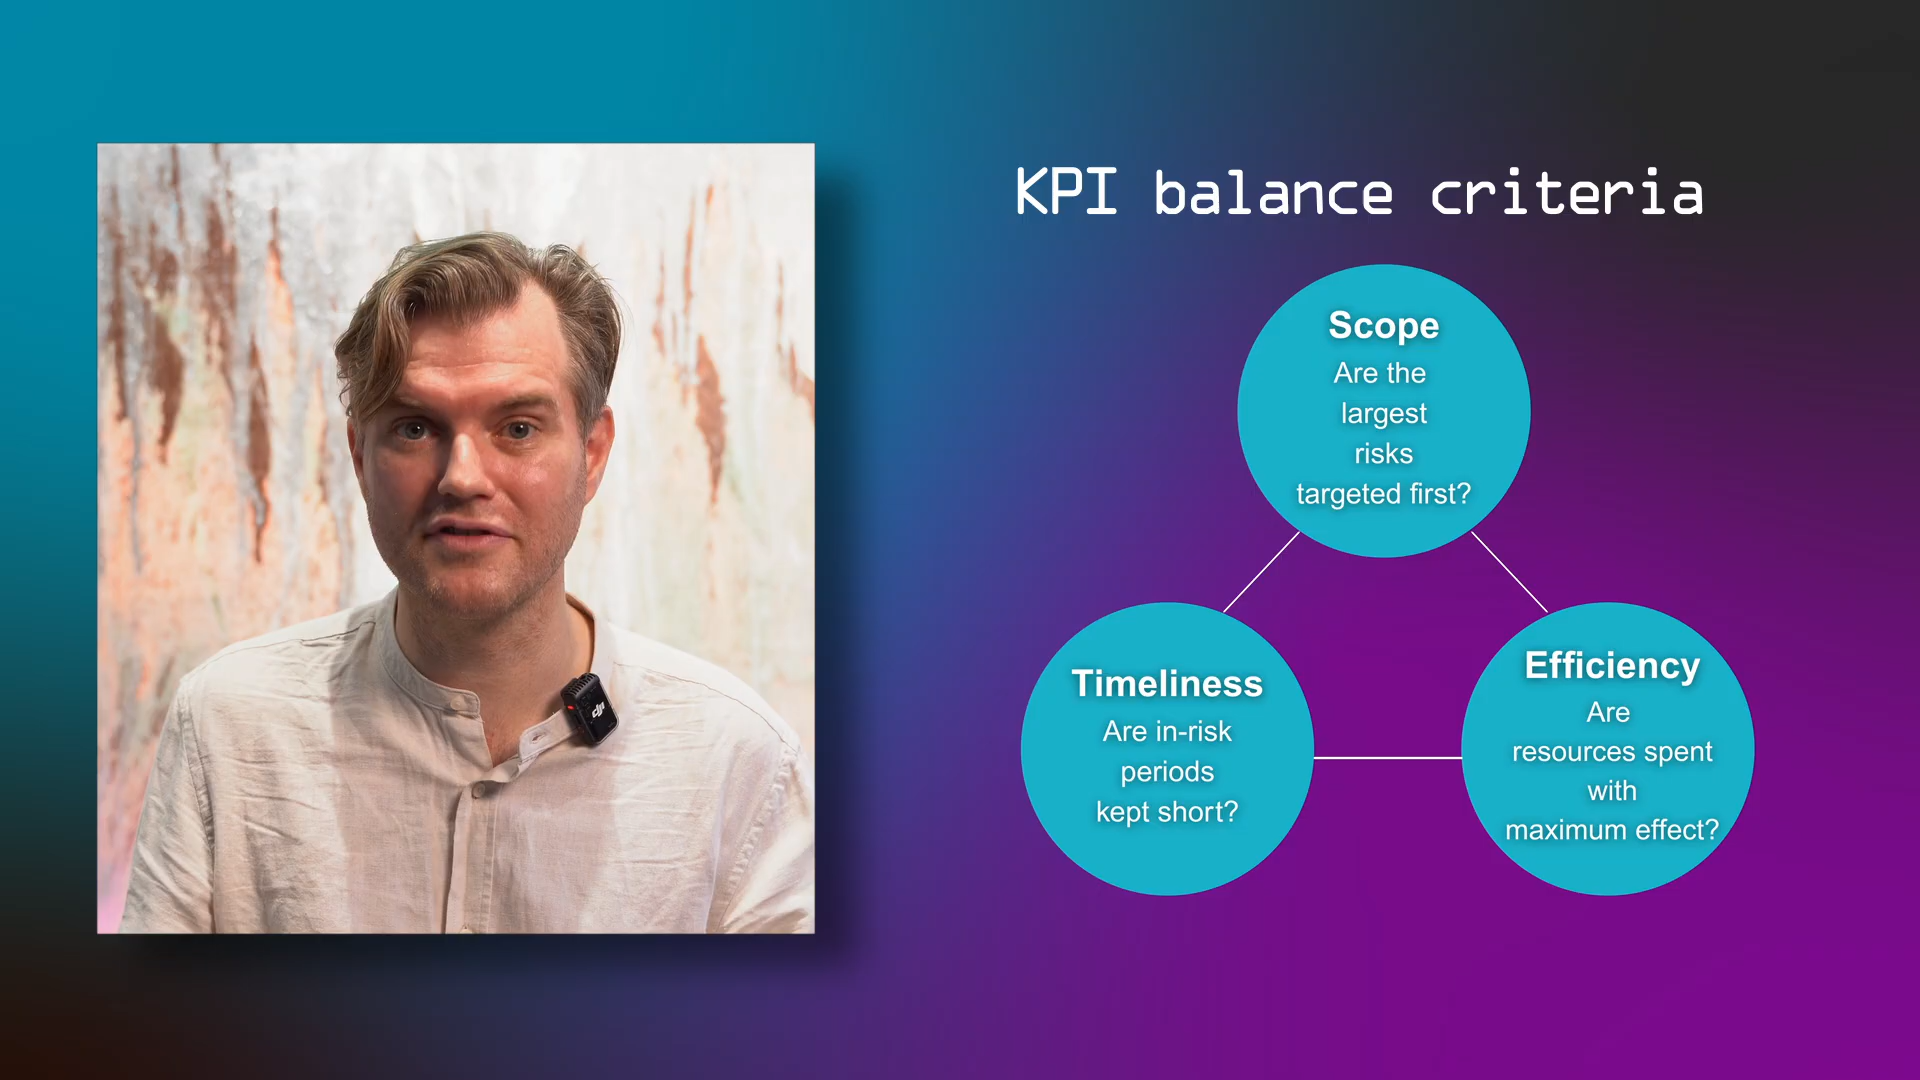 KPI balance criteria
Scope
Are the
largest
risks
targeted first?
Timeliness
Are in-risk
periods
kept short?
Efficiency
Are
resources spent
with
maximum effect?
dji